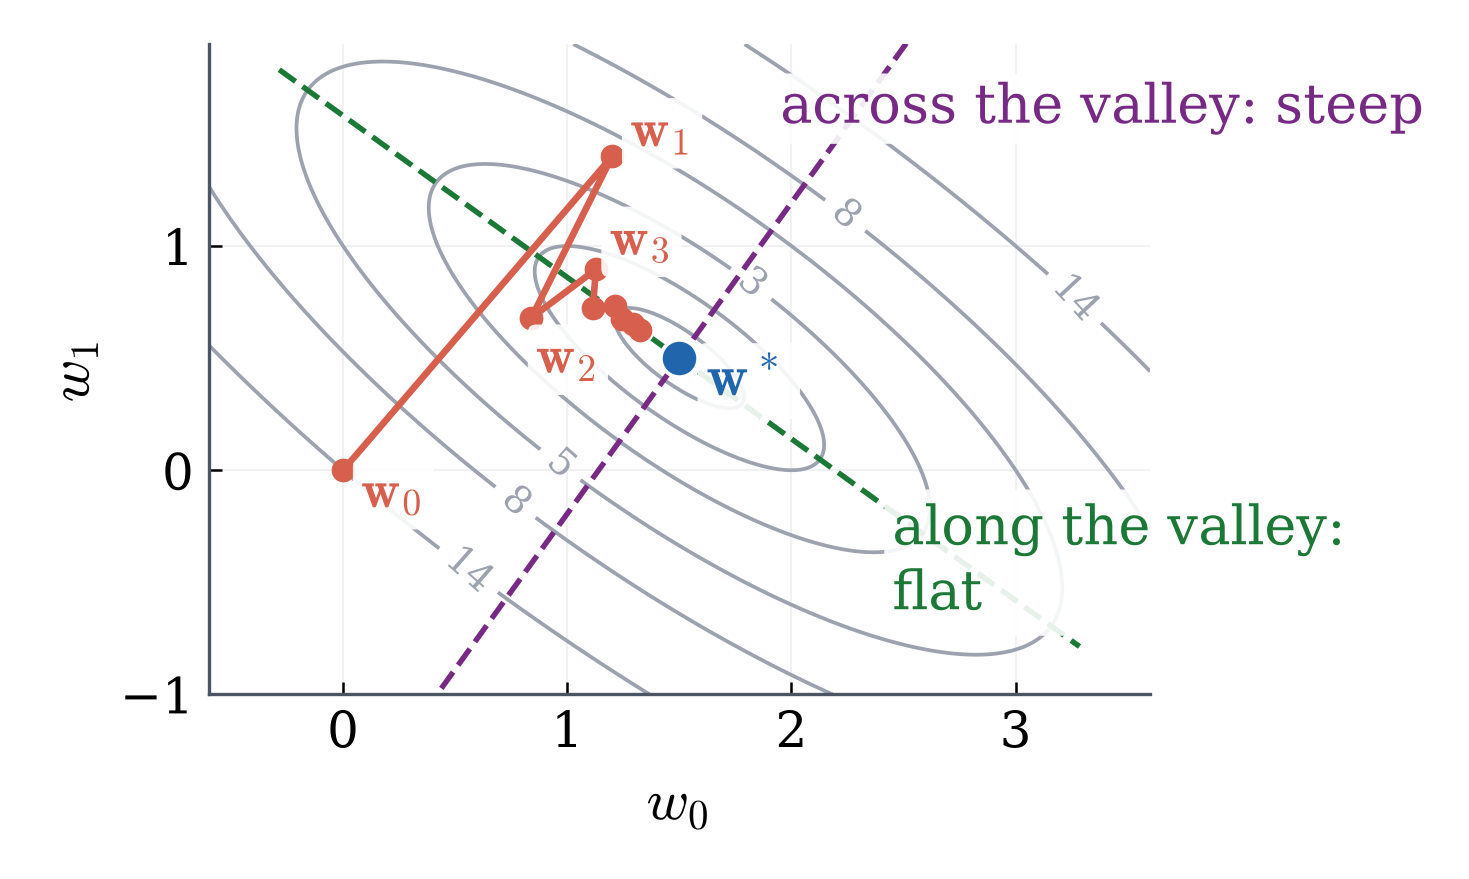 across the valley: steep
w₁
8
1
w₃
3
14
w₁
w₂
w*
5
0
w₀
8
along the valley:
flat
14
−1
0 1 2 3
w₀